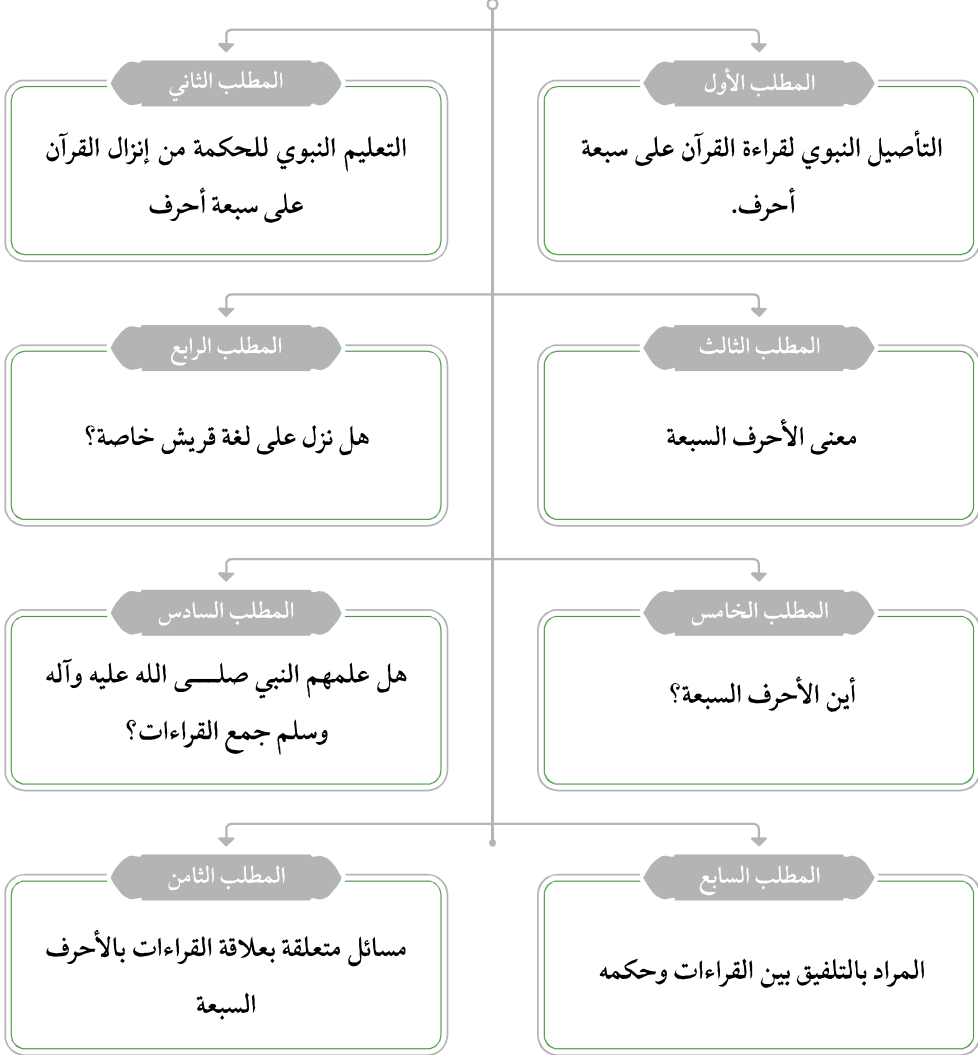 المطلب الأول
التأصيل النبوي لقراءة القرآن على سبعة
أحرف.
المطلب الثاني
التعليم النبوي للحكمة من إنزال القرآن
على سبعة أحرف
المطلب الثالث
معنى الأحرف السبعة
المطلب الرابع
هل نزل على لغة قريش خاصة؟
المطلب الخامس
أين الأحرف السبعة؟
المطلب السادس
هل علمهم النبي صلــى الله عليه وآله
وسلم جمع القراءات؟
المطلب السابع
المراد بالتلفيق بين القراءات وحكمه
المطلب الثامن
مسائل متعلقة بعلاقة القراءات بالأحرف
السبعة